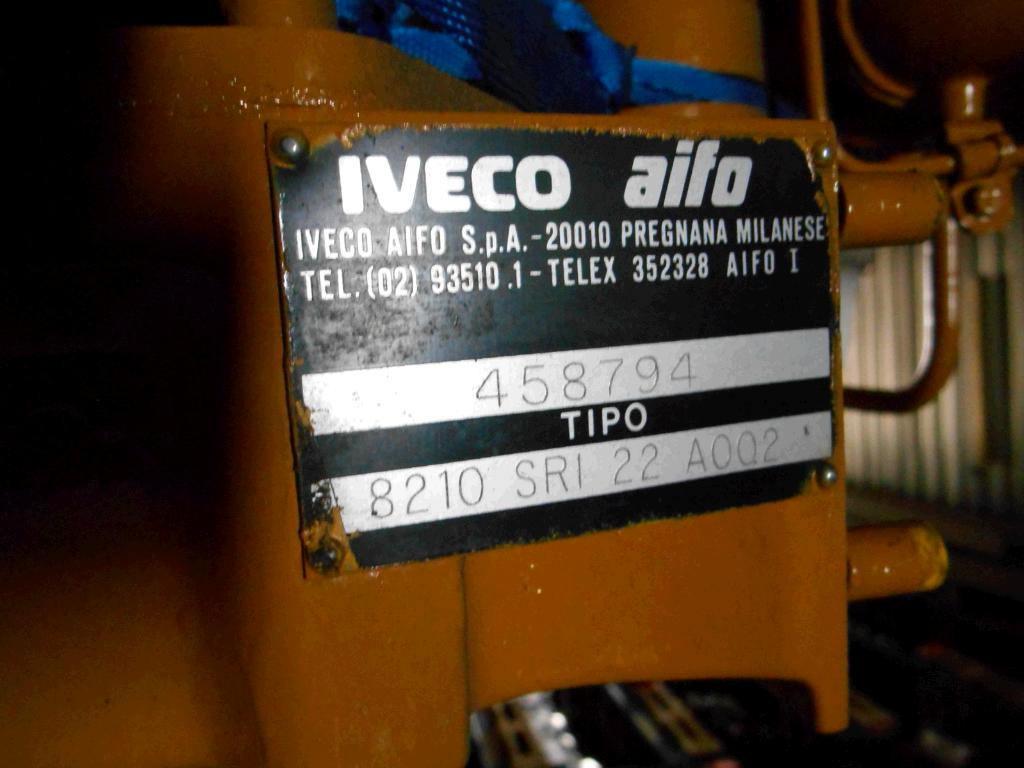 IVECO aifo
IVECO AIFO S.p.A.-20010 PREGNANA MILANESE
TEL.(02) 93510.1-TELEX 352328 AIFO I
458794
TIPO
8210 SRI 22 A002